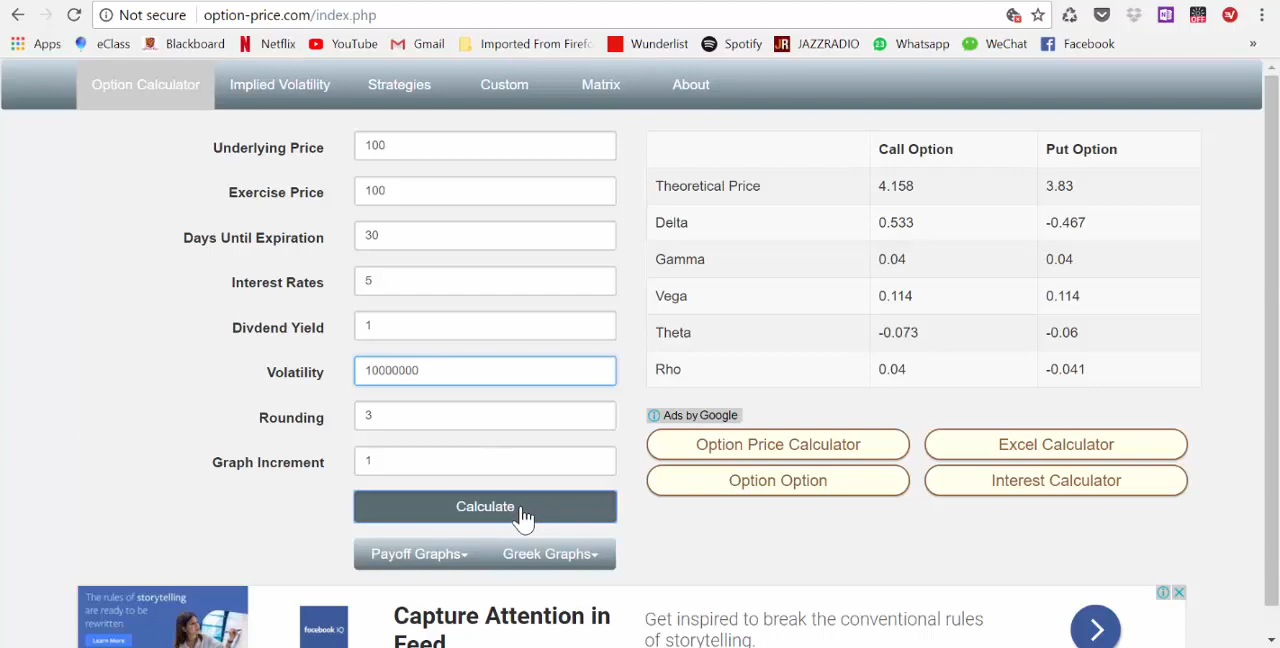 Not secure option-price.com/index.php
OFF
Apps eClass Blackboard Netflix YouTube Gmail Imported From Firefo Wunderlist Spotify JAZZRADIO Whatsapp WeChat Facebook »
Option Calculator Implied Volatility Strategies Custom Matrix About
Underlying Price 100
Exercise Price 100
Days Until Expiration 30
Interest Rates 5
Divdend Yield 1
Volatility 10000000
Rounding 3
Graph Increment 1
Calculate
Payoff Graphs Greek Graphs
Call Option Put Option
Theoretical Price 4.158 3.83
Delta 0.533 -0.467
Gamma 0.04 0.04
Vega 0.114 0.114
Theta -0.073 -0.06
Rho 0.04 -0.041
Ads by Google
Option Price Calculator Excel Calculator
Option Option Interest Calculator
The rules of storytelling
are ready to be
rewritten.
Learn More
facebook IQ
Capture Attention in
Feed
Get inspired to break the conventional rules
of storytelling.